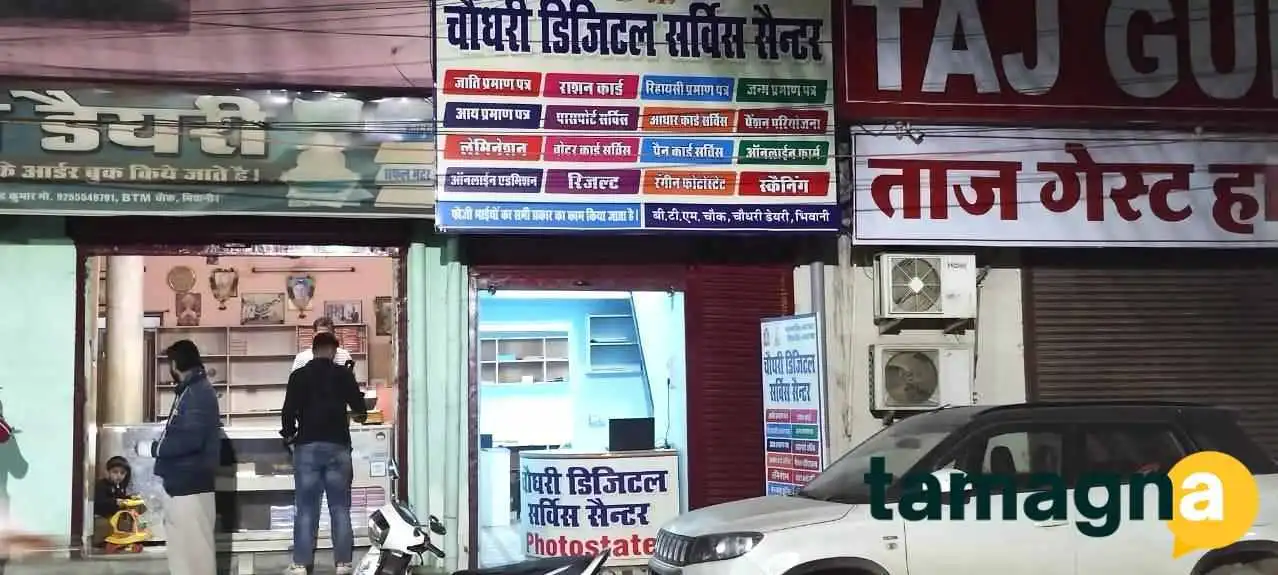 डैयरी
के आर्डर बुक किये जाते है।
कुमार मो. 9255549791, BTM चौक, भिवानी।
चौधरी डिजिटल सर्विस सैन्टर
जाति प्रमाण पत्र राशन कार्ड रिहायसी प्रमाण पत्र जन्म प्रमाण पत्र
आय प्रमाण पत्र पासपोर्ट सर्विस आधार कार्ड सर्विस पेंशन परियोजना
लेमिनेशन वोटर कार्ड सर्विस पैन कार्ड सर्विस ऑनलाईन फार्म
ऑनलाईन एडमिशन रिजल्ट रंगीन फोटोस्टेट स्कैनिंग
फौजी भाईयों का सभी प्रकार का काम किया जाता है। बी.टी.एम. चौक, चौधरी डेयरी, भिवानी
TAJ GU
ताज गेस्ट हा
चौधरी डिजिटल
सर्विस सैन्टर
चौधरी डिजिटल
सर्विस सैन्टर
Photostate
tamagna